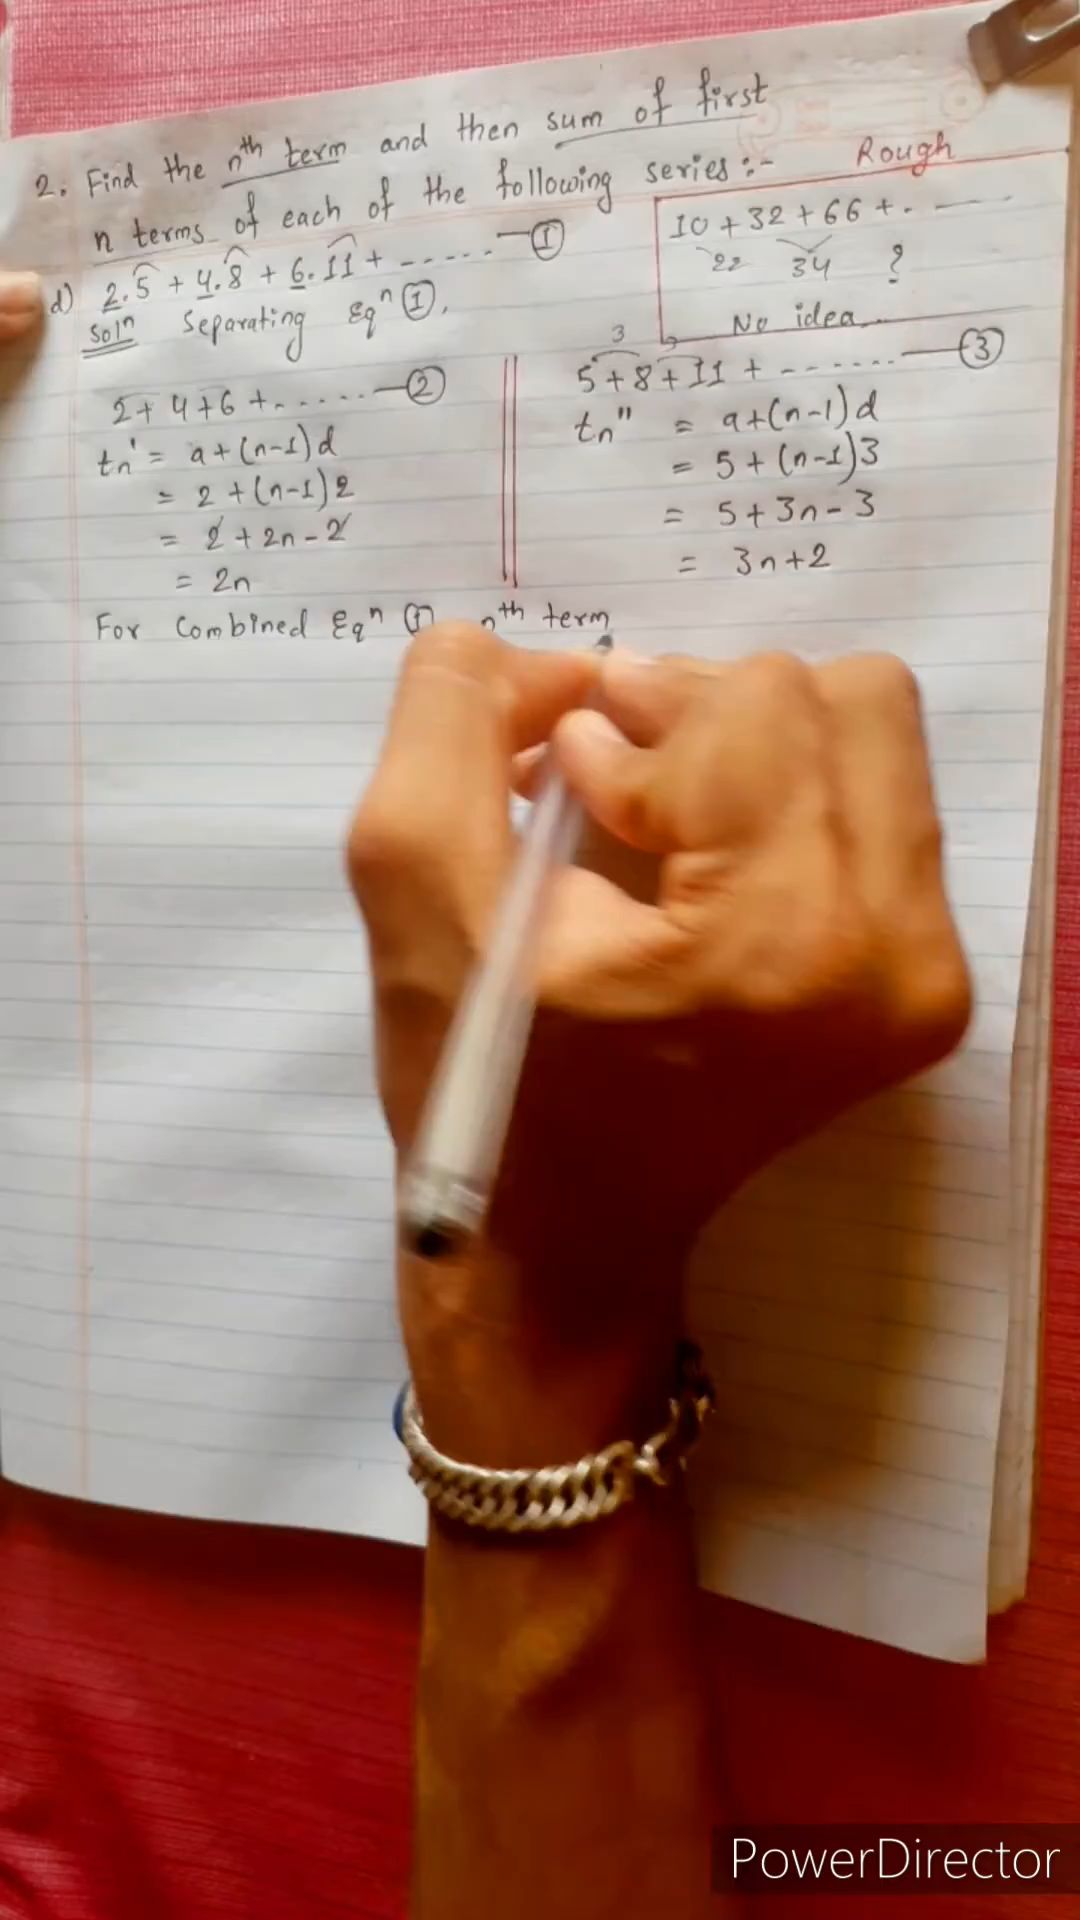 2. Find the nth term and then sum of first
n terms of each of the following series :-
Rough
10 + 32 + 66 + . - - -
22 34 ?
No idea...
d) 2.5 + 4.8 + 6.11 + - - - - - . — ①
Solⁿ Separating Eqⁿ ①,
2 + 4 + 6 + . - - - - - — ②
tn' = a + (n-1)d
= 2 + (n-1)2
= 2 + 2n - 2
= 2n
3
5 + 8 + 11 + - - - - - - . . — ③
tn" = a + (n-1)d
= 5 + (n-1)3
= 5 + 3n - 3
= 3n + 2
For Combined Eqⁿ ① nth term
PowerDirector